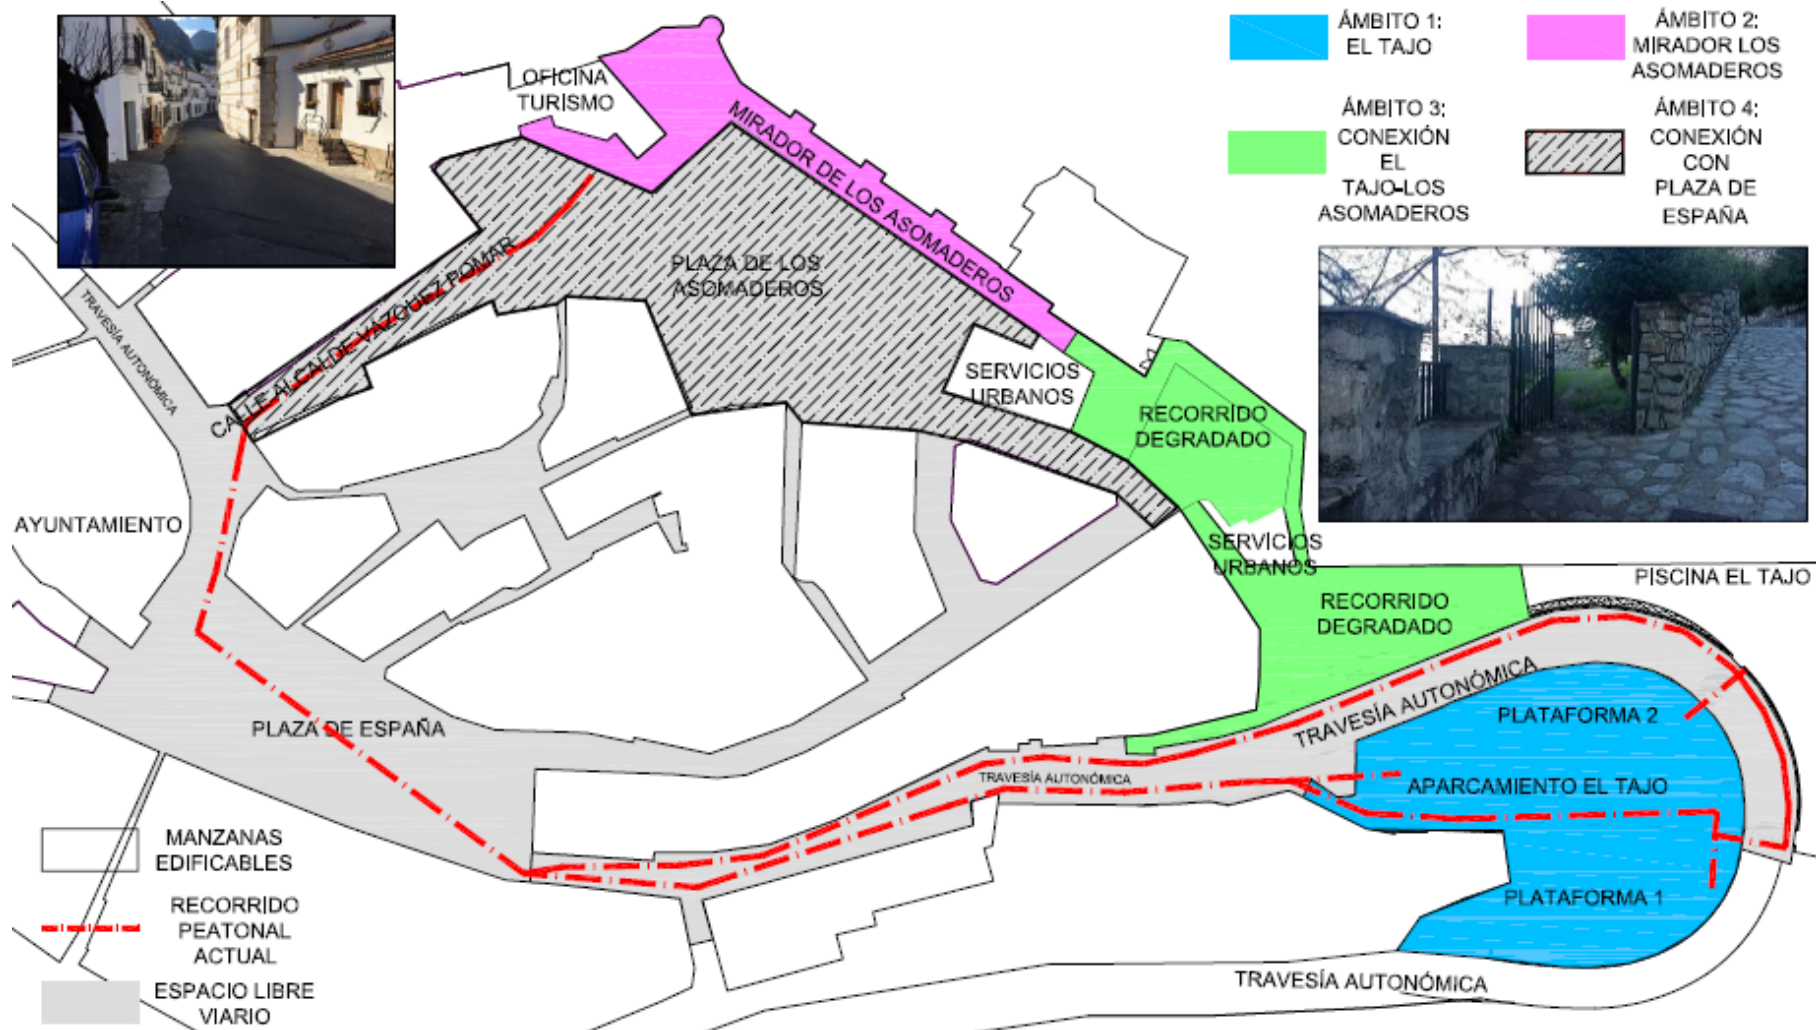 ÁMBITO 1:
EL TAJO
ÁMBITO 2:
MIRADOR LOS
ASOMADEROS
ÁMBITO 3:
CONEXIÓN
EL
TAJO-LOS
ASOMADEROS
ÁMBITO 4:
CONEXIÓN
CON
PLAZA DE
ESPAÑA
OFICINA
TURISMO
MIRADOR DE LOS ASOMADEROS
PLAZA DE LOS
ASOMADEROS
CALLE ALCALDE VAZQUEZ POMAR
TRAVESÍA AUTONÓMICA
SERVICIOS
URBANOS
RECORRIDO
DEGRADADO
AYUNTAMIENTO
SERVICIOS
URBANOS
PISCINA EL TAJO
RECORRIDO
DEGRADADO
TRAVESÍA AUTONÓMICA
PLATAFORMA 2
PLAZA DE ESPAÑA
TRAVESÍA AUTONÓMICA
APARCAMIENTO EL TAJO
PLATAFORMA 1
TRAVESÍA AUTONÓMICA
MANZANAS
EDIFICABLES
RECORRIDO
PEATONAL
ACTUAL
ESPACIO LIBRE
VIARIO